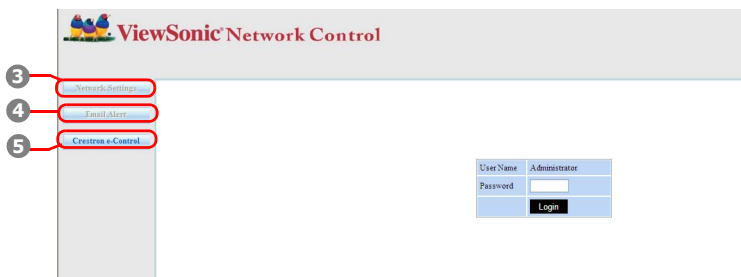 ViewSonic® Network Control
3 Network Settings
4 Email Alert
5 Crestron e-Control
User Name Administrator
Password
Login